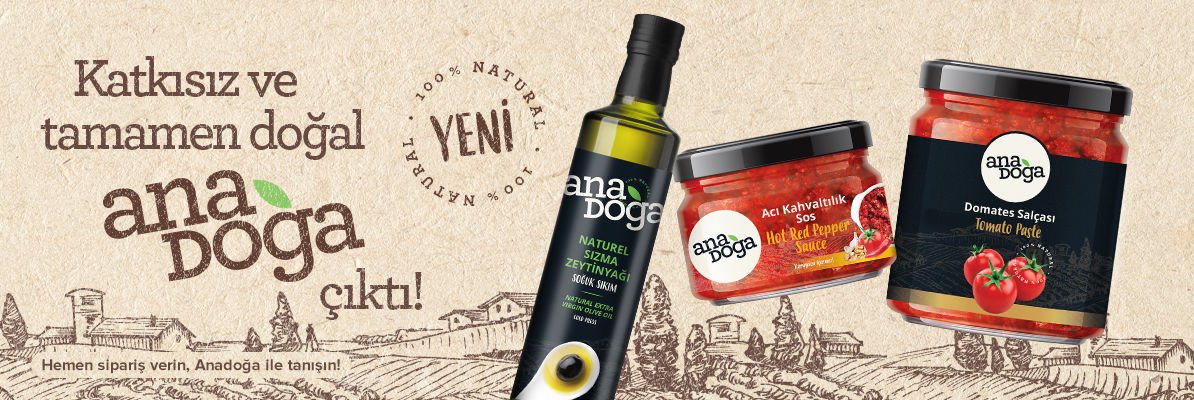 Katkısız ve
tamamen doğal
ana
DOğa
çıktı!
Hemen sipariş verin, Anadoğa ile tanışın!
100% NATURAL · 100% NATURAL ·
YENİ
ana
DOğa
NATUREL
SIZMA
ZEYTİNYAĞI
SOĞUK SIKIM
NATURAL EXTRA
VIRGIN OLIVE OIL
COLD PRESS
ana
DOğa
Acı Kahvaltılık
Sos
Hot Red Pepper
Sauce
ana
DOğa
Domates Salçası
Tomato Paste